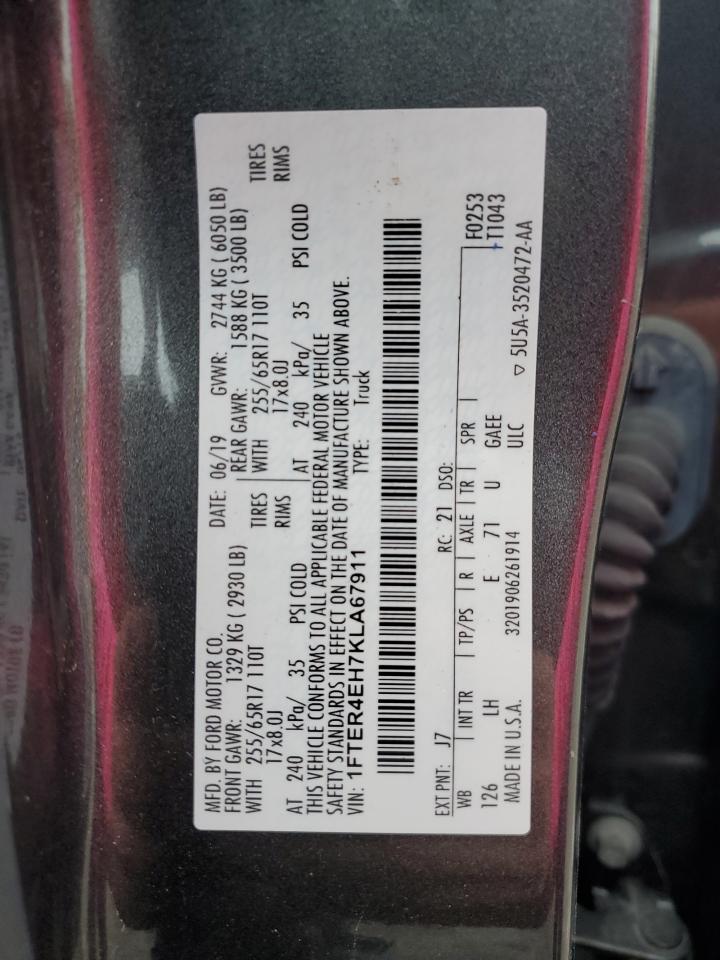 MFD. BY FORD MOTOR CO. DATE: 06/19 GVWR: 2744 KG ( 6050 LB)
FRONT GAWR: 1329 KG ( 2930 LB) REAR GAWR: 1588 KG ( 3500 LB)
WITH 255/65R17 110T TIRES WITH 255/65R17 110T TIRES
17x8.0J RIMS 17x8.0J RIMS
AT 240 kPa/ 35 PSI COLD AT 240 kPa/ 35 PSI COLD
THIS VEHICLE CONFORMS TO ALL APPLICABLE FEDERAL MOTOR VEHICLE
SAFETY STANDARDS IN EFFECT ON THE DATE OF MANUFACTURE SHOWN ABOVE.
VIN: 1FTER4EH7KLA67911 TYPE: Truck
EXT PNT: J7 RC: 21 DSO: F0253
WB INT TR TP/PS R AXLE TR SPR T1043
126 LH E 71 U GAEE
MADE IN U.S.A. 3201906261914 ULC ▽ 5U5A-3520472-AA